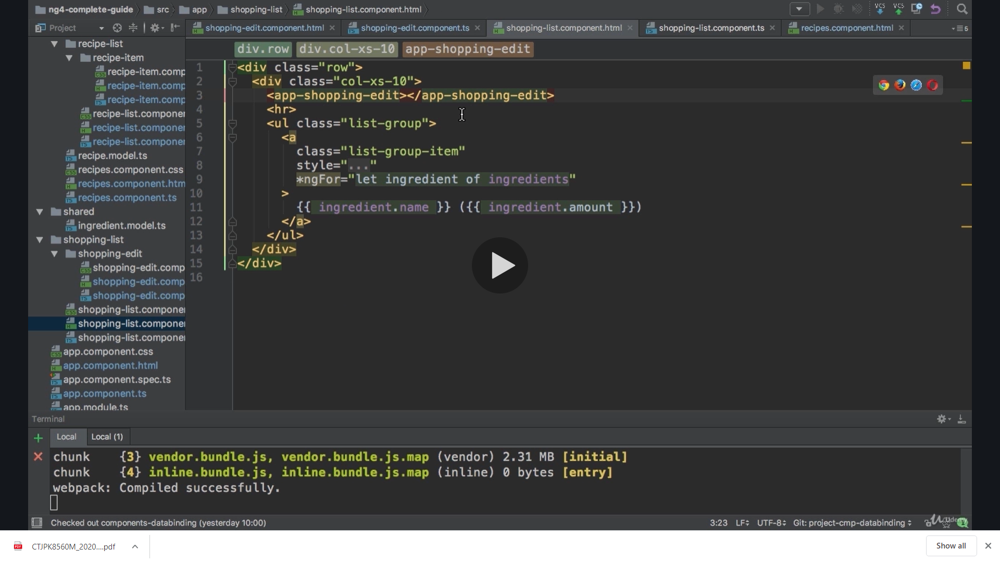 ng4-complete-guide src app shopping-list shopping-list.component.html
VCS VCS
Project
shopping-edit.component.html shopping-edit.component.ts shopping-list.component.html shopping-list.component.ts recipes.component.html 5
recipe-list
recipe-item
recipe-item.comp
recipe-item.comp
recipe-item.comp
recipe-list.componer
recipe-list.componer
recipe-list.componer
recipe.model.ts
recipes.component.css
recipes.component.htm
recipes.component.ts
shared
ingredient.model.ts
shopping-list
shopping-edit
shopping-edit.comp
shopping-edit.comp
shopping-edit.comp
shopping-list.componer
shopping-list.componer
shopping-list.componer
app.component.css
app.component.html
app.component.spec.ts
app.component.ts
app.module.ts
div.row div.col-xs-10 app-shopping-edit
1 <div class="row">
2 <div class="col-xs-10">
3 <app-shopping-edit></app-shopping-edit>
4 <hr>
5 <ul class="list-group">
6 <a
7 class="list-group-item"
8 style="..."
9 *ngFor="let ingredient of ingredients"
10 >
11 {{ ingredient.name }} ({{ ingredient.amount }})
12 </a>
13 </ul>
14 </div>
15 </div>
16
Terminal
Local Local (1)
chunk {3} vendor.bundle.js, vendor.bundle.js.map (vendor) 2.31 MB [initial]
chunk {4} inline.bundle.js, inline.bundle.js.map (inline) 0 bytes [entry]
webpack: Compiled successfully.
Checked out components-databinding (yesterday 10:00) 3:23 LF UTF-8 Git: project-cmp-databinding
Udemy
PDF CTJPK8560M_2020....pdf Show all